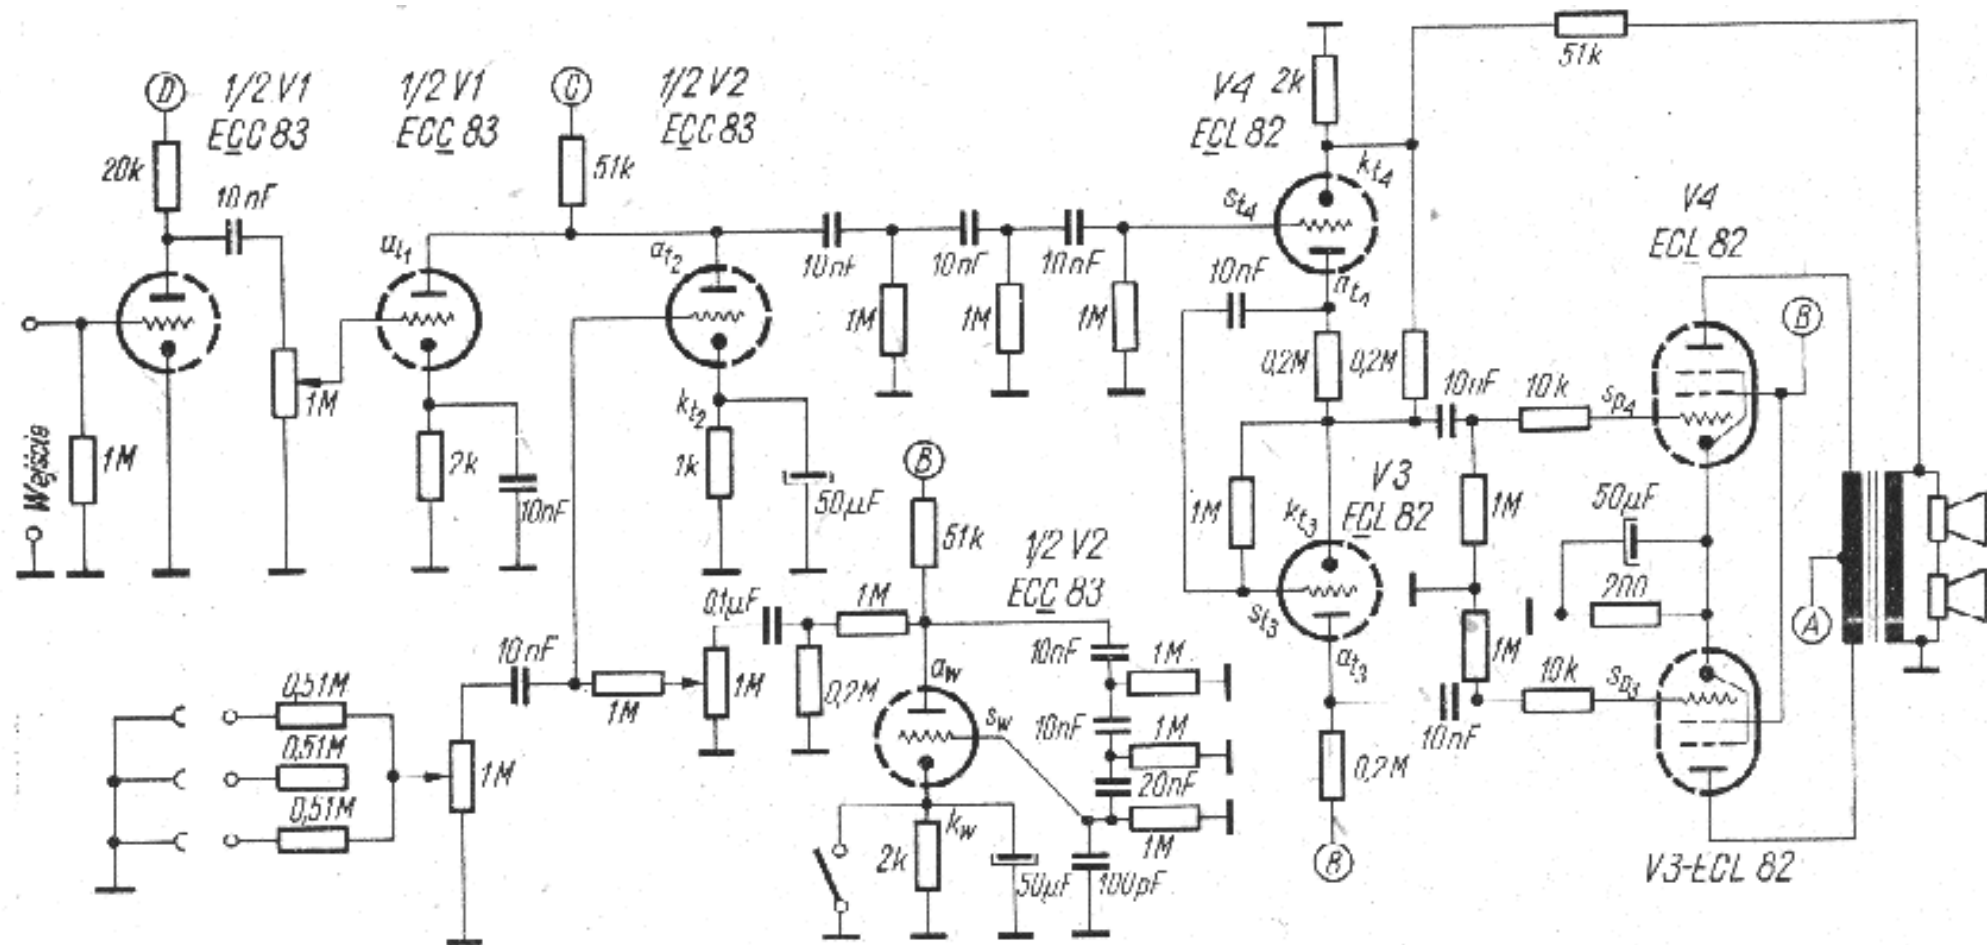 D
1/2 V1
ECC 83
1/2 V1
ECC 83
C
1/2 V2
ECC 83
20k
10nF
51k
V4
ECL 82
2k
51k
kt4
st4
at2
V4
ECL 82
10nF
10nF
10nF
10nF
1M
1M
1M
1M
0,2M
0,2M
10nF
10k
sp4
B
Wejście
1M
2k
10nF
kt2
1k
50µF
B
51k
1/2 V2
ECC 83
1M
kt3
V3
ECL 82
1M
50µF
200
A
st3
at3
1M
10nF
10k
sp3
0,2M
B
V3-ECL 82
0,1µF
1M
10nF
1M
1M
0,2M
aw
sw
10nF
1M
10nF
1M
20nF
1M
0,51M
0,51M
0,51M
1M
kw
2k
50µF
100pF